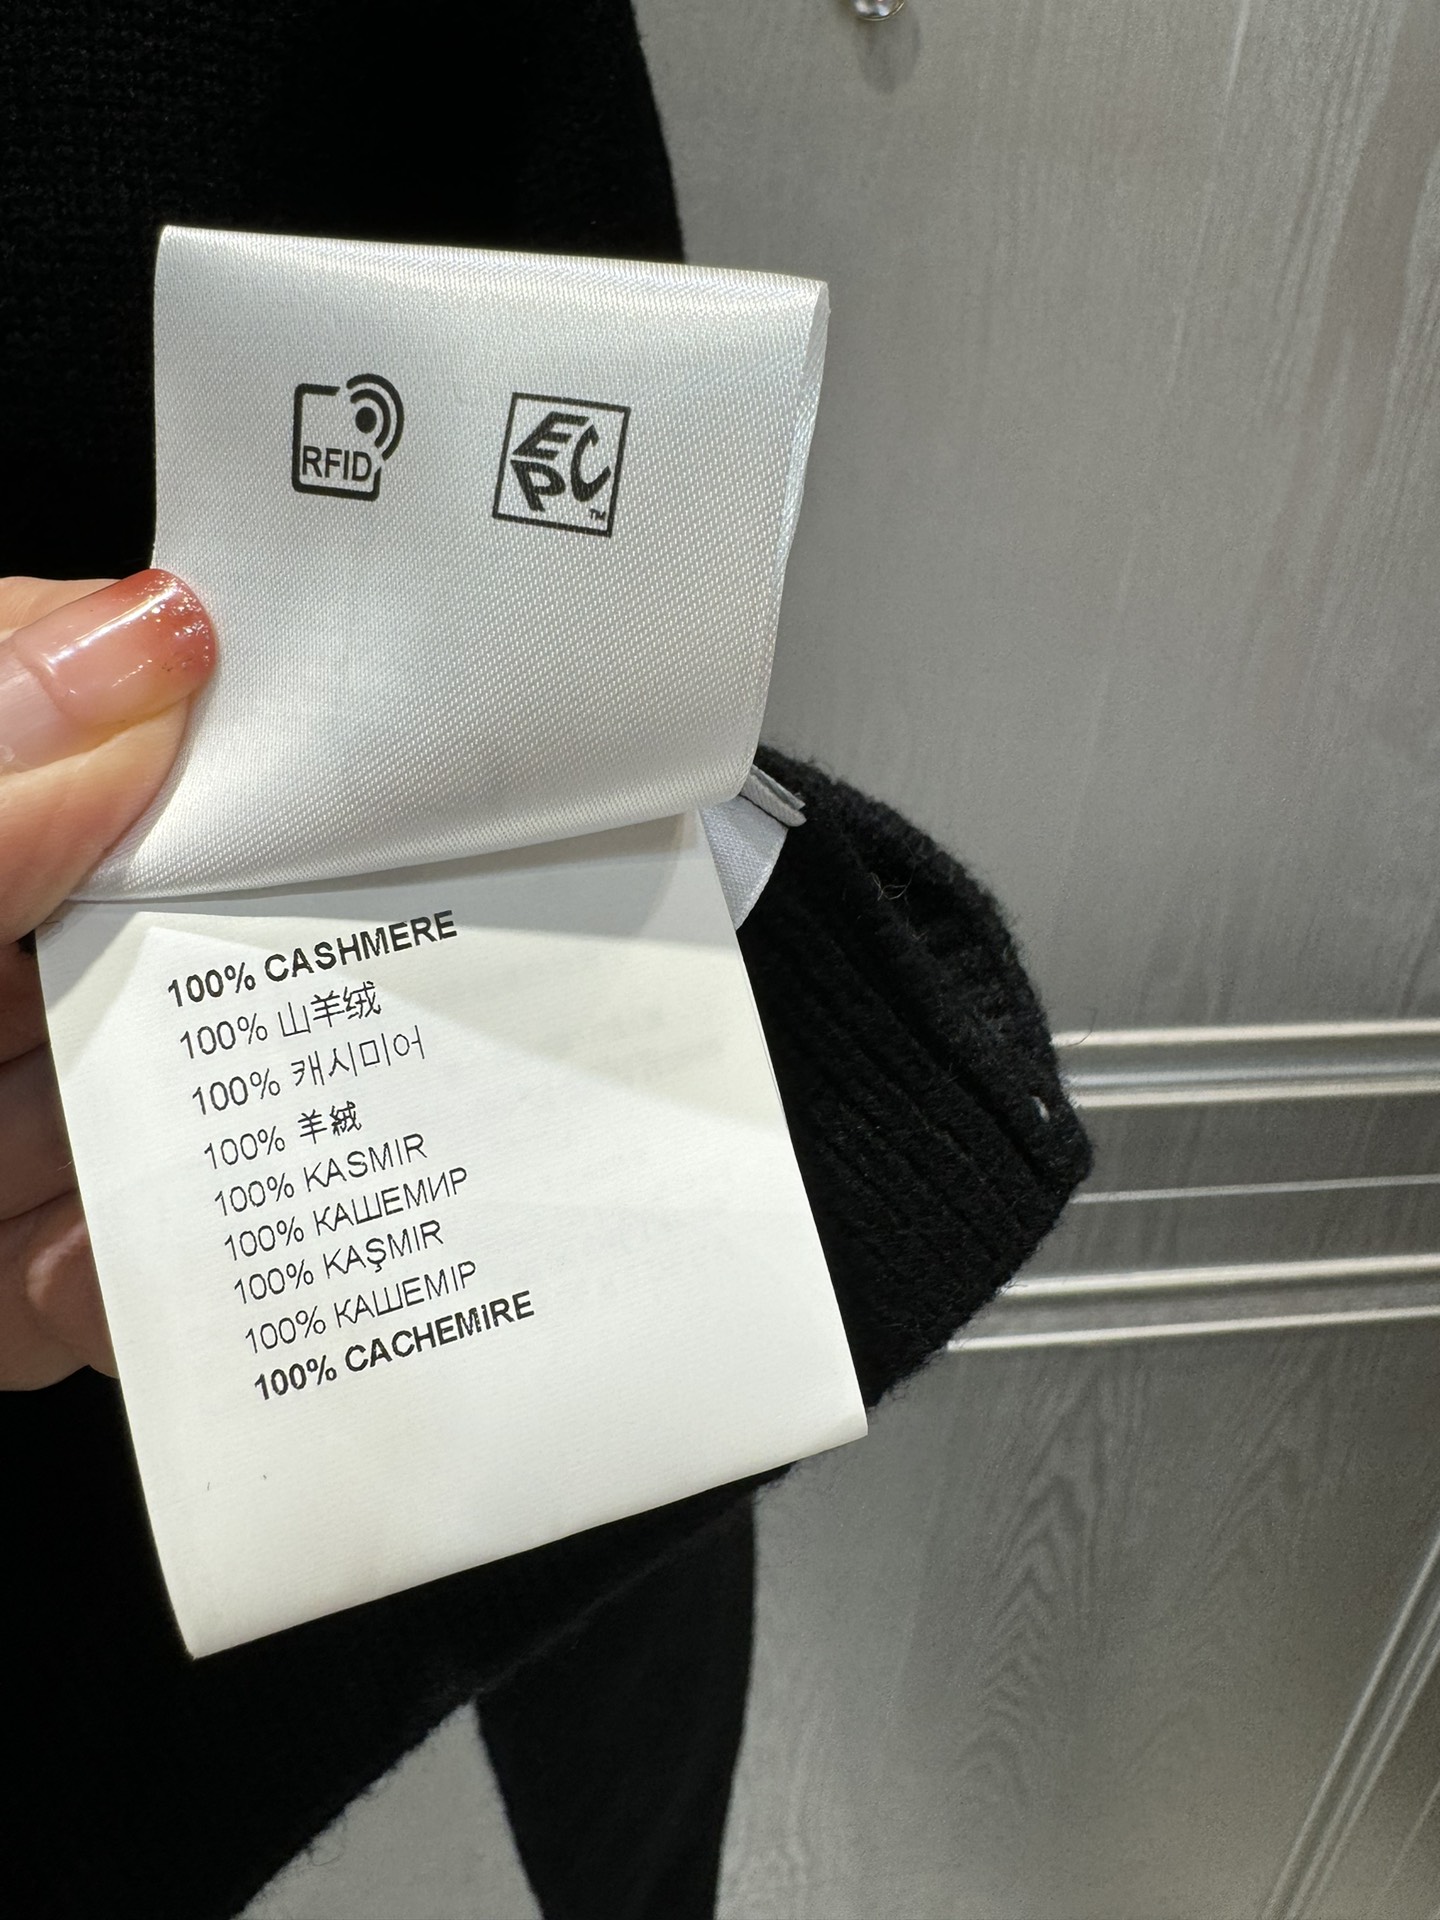 RFID
EPC™
100% CASHMERE
100% 山羊绒
100% 캐시미어
100% 羊絨
100% KASMIR
100% КАШЕМИР
100% KAŞMIR
100% КАШЕМІР
100% CACHEMiRE